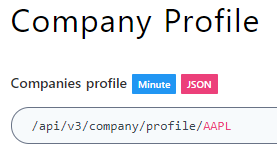 Company Profile
Companies profile Minute JSON
/api/v3/company/profile/AAPL